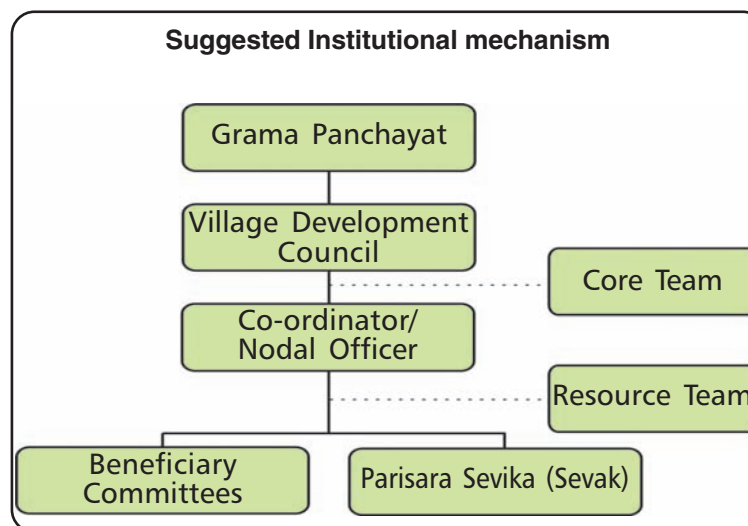 Suggested Institutional mechanism
Grama Panchayat
Village Development
Council
Core Team
Co-ordinator/
Nodal Officer
Resource Team
Beneficiary
Committees
Parisara Sevika (Sevak)